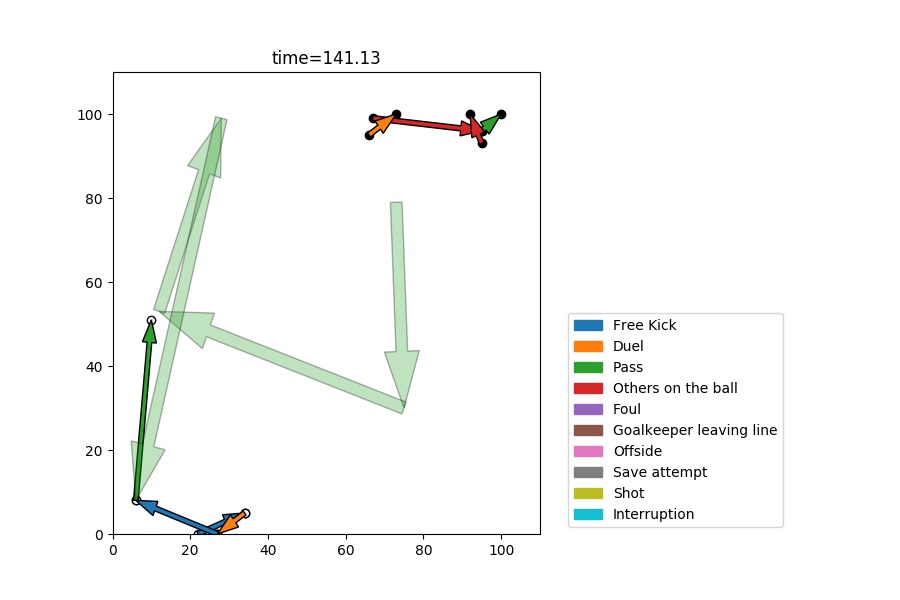 time=141.13
100
80
60
40
20
0
0 20 40 60 80 100
Free Kick
Duel
Pass
Others on the ball
Foul
Goalkeeper leaving line
Offside
Save attempt
Shot
Interruption